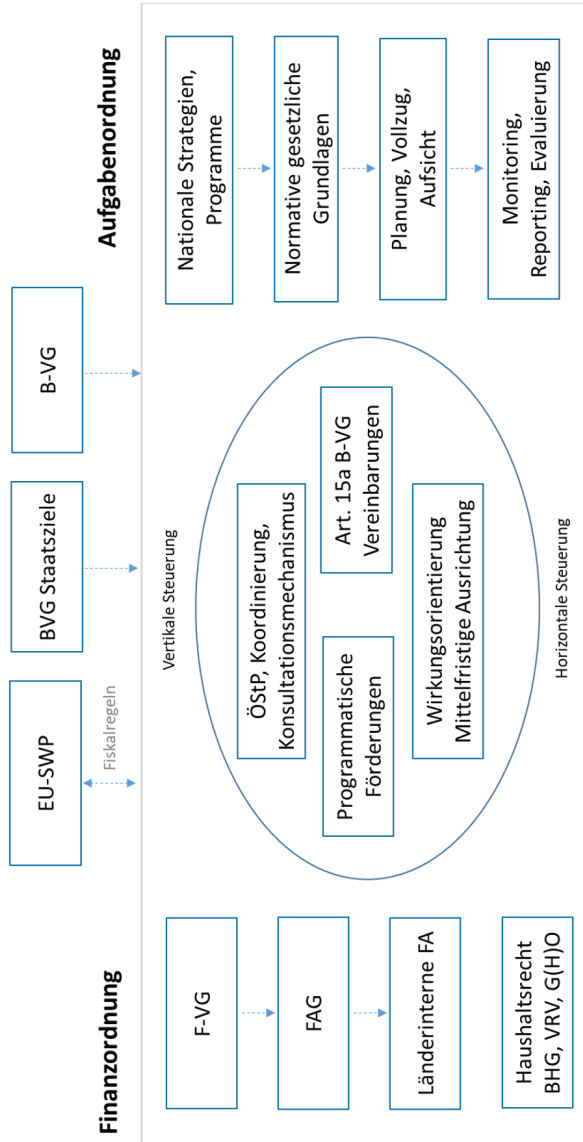 Finanzordnung
Aufgabenordnung
EU-SWP
BVG Staatsziele
B-VG
Fiskalregeln
F-VG
FAG
Länderinterne FA
Haushaltsrecht
BHG, VRV, G(H)O
Vertikale Steuerung
ÖStP, Koordinierung,
Konsultationsmechanismus
Programmatische
Förderungen
Art. 15a B-VG
Vereinbarungen
Wirkungsorientierung
Mittelfristige Ausrichtung
Horizontale Steuerung
Nationale Strategien,
Programme
Normative gesetzliche
Grundlagen
Planung, Vollzug,
Aufsicht
Monitoring,
Reporting, Evaluierung